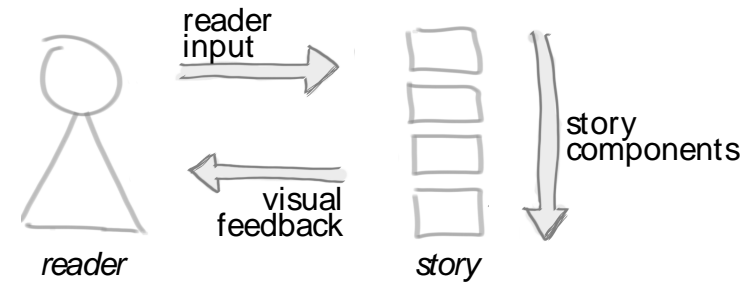 reader
input
story
components
visual
feedback
reader
story